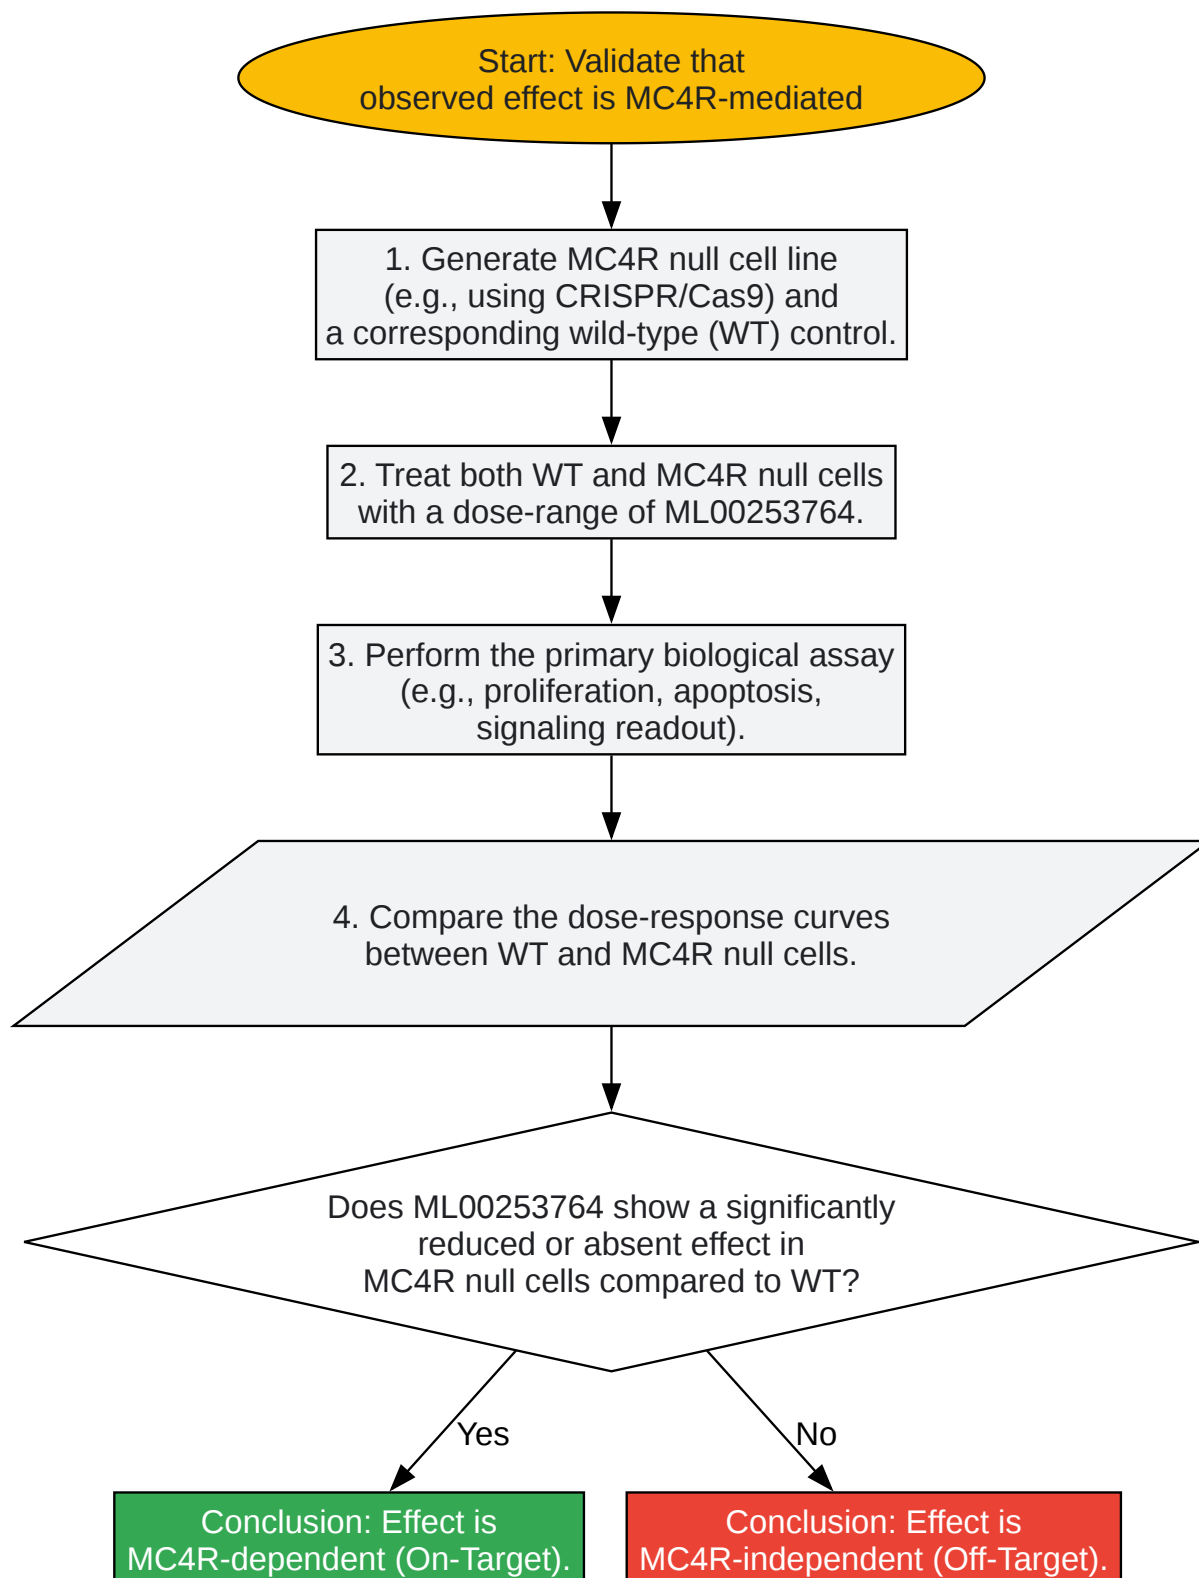 Start: Validate that
observed effect is MC4R-mediated
1. Generate MC4R null cell line
(e.g., using CRISPR/Cas9) and
a corresponding wild-type (WT) control.
2. Treat both WT and MC4R null cells
with a dose-range of ML00253764.
3. Perform the primary biological assay
(e.g., proliferation, apoptosis,
signaling readout).
4. Compare the dose-response curves
between WT and MC4R null cells.
Does ML00253764 show a significantly
reduced or absent effect in
MC4R null cells compared to WT?
Yes
No
Conclusion: Effect is
MC4R-dependent (On-Target).
Conclusion: Effect is
MC4R-independent (Off-Target).